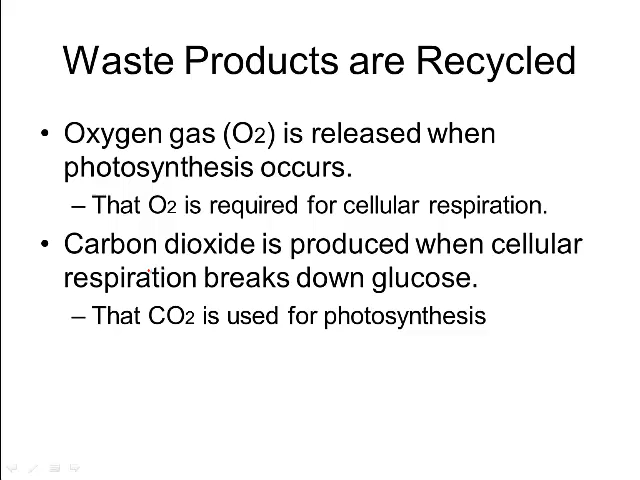 Waste Products are Recycled
• Oxygen gas (O2) is released when
photosynthesis occurs.
– That O2 is required for cellular respiration.
• Carbon dioxide is produced when cellular
respiration breaks down glucose.
– That CO2 is used for photosynthesis